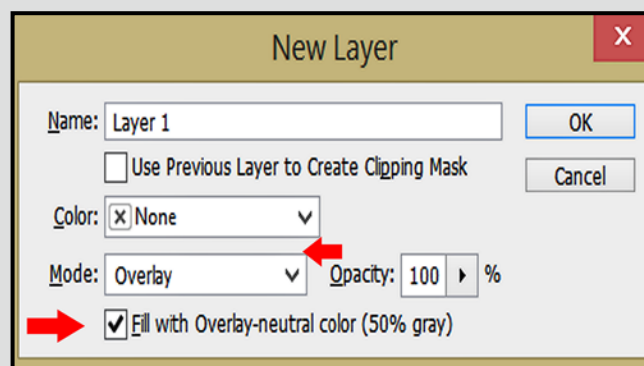 New Layer
X
Name: Layer 1
OK
Use Previous Layer to Create Clipping Mask
Cancel
Color: None
Mode: Overlay
Opacity: 100 %
Fill with Overlay-neutral color (50% gray)